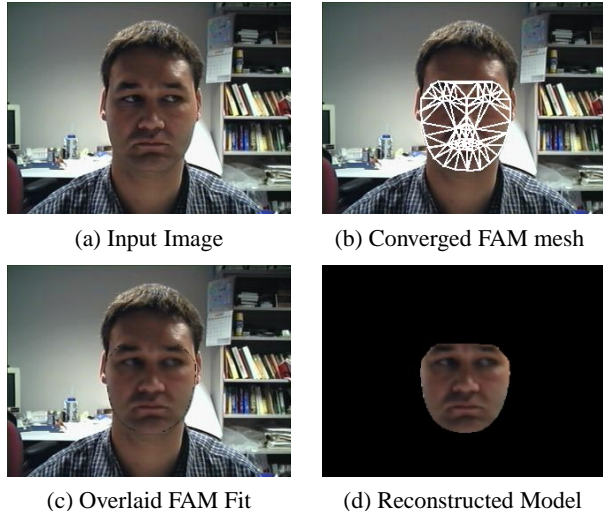 (a) Input Image
(b) Converged FAM mesh
(c) Overlaid FAM Fit
(d) Reconstructed Model